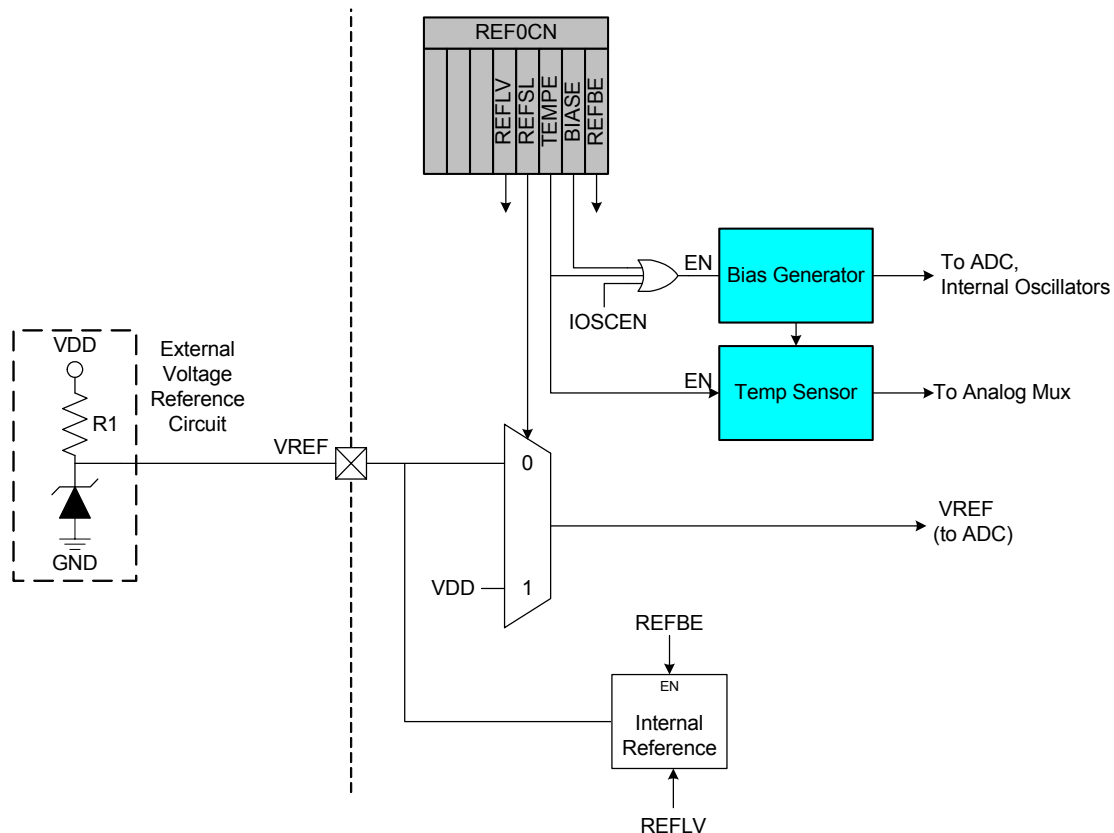 REF0CN
REFLV
REFSL
TEMPE
BIASE
REFBE
EN
Bias Generator
To ADC,
Internal Oscillators
IOSCEN
VDD
External
Voltage
Reference
Circuit
R1
GND
EN
Temp Sensor
To Analog Mux
VREF
0
VREF
(to ADC)
VDD
1
REFBE
EN
Internal
Reference
REFLV